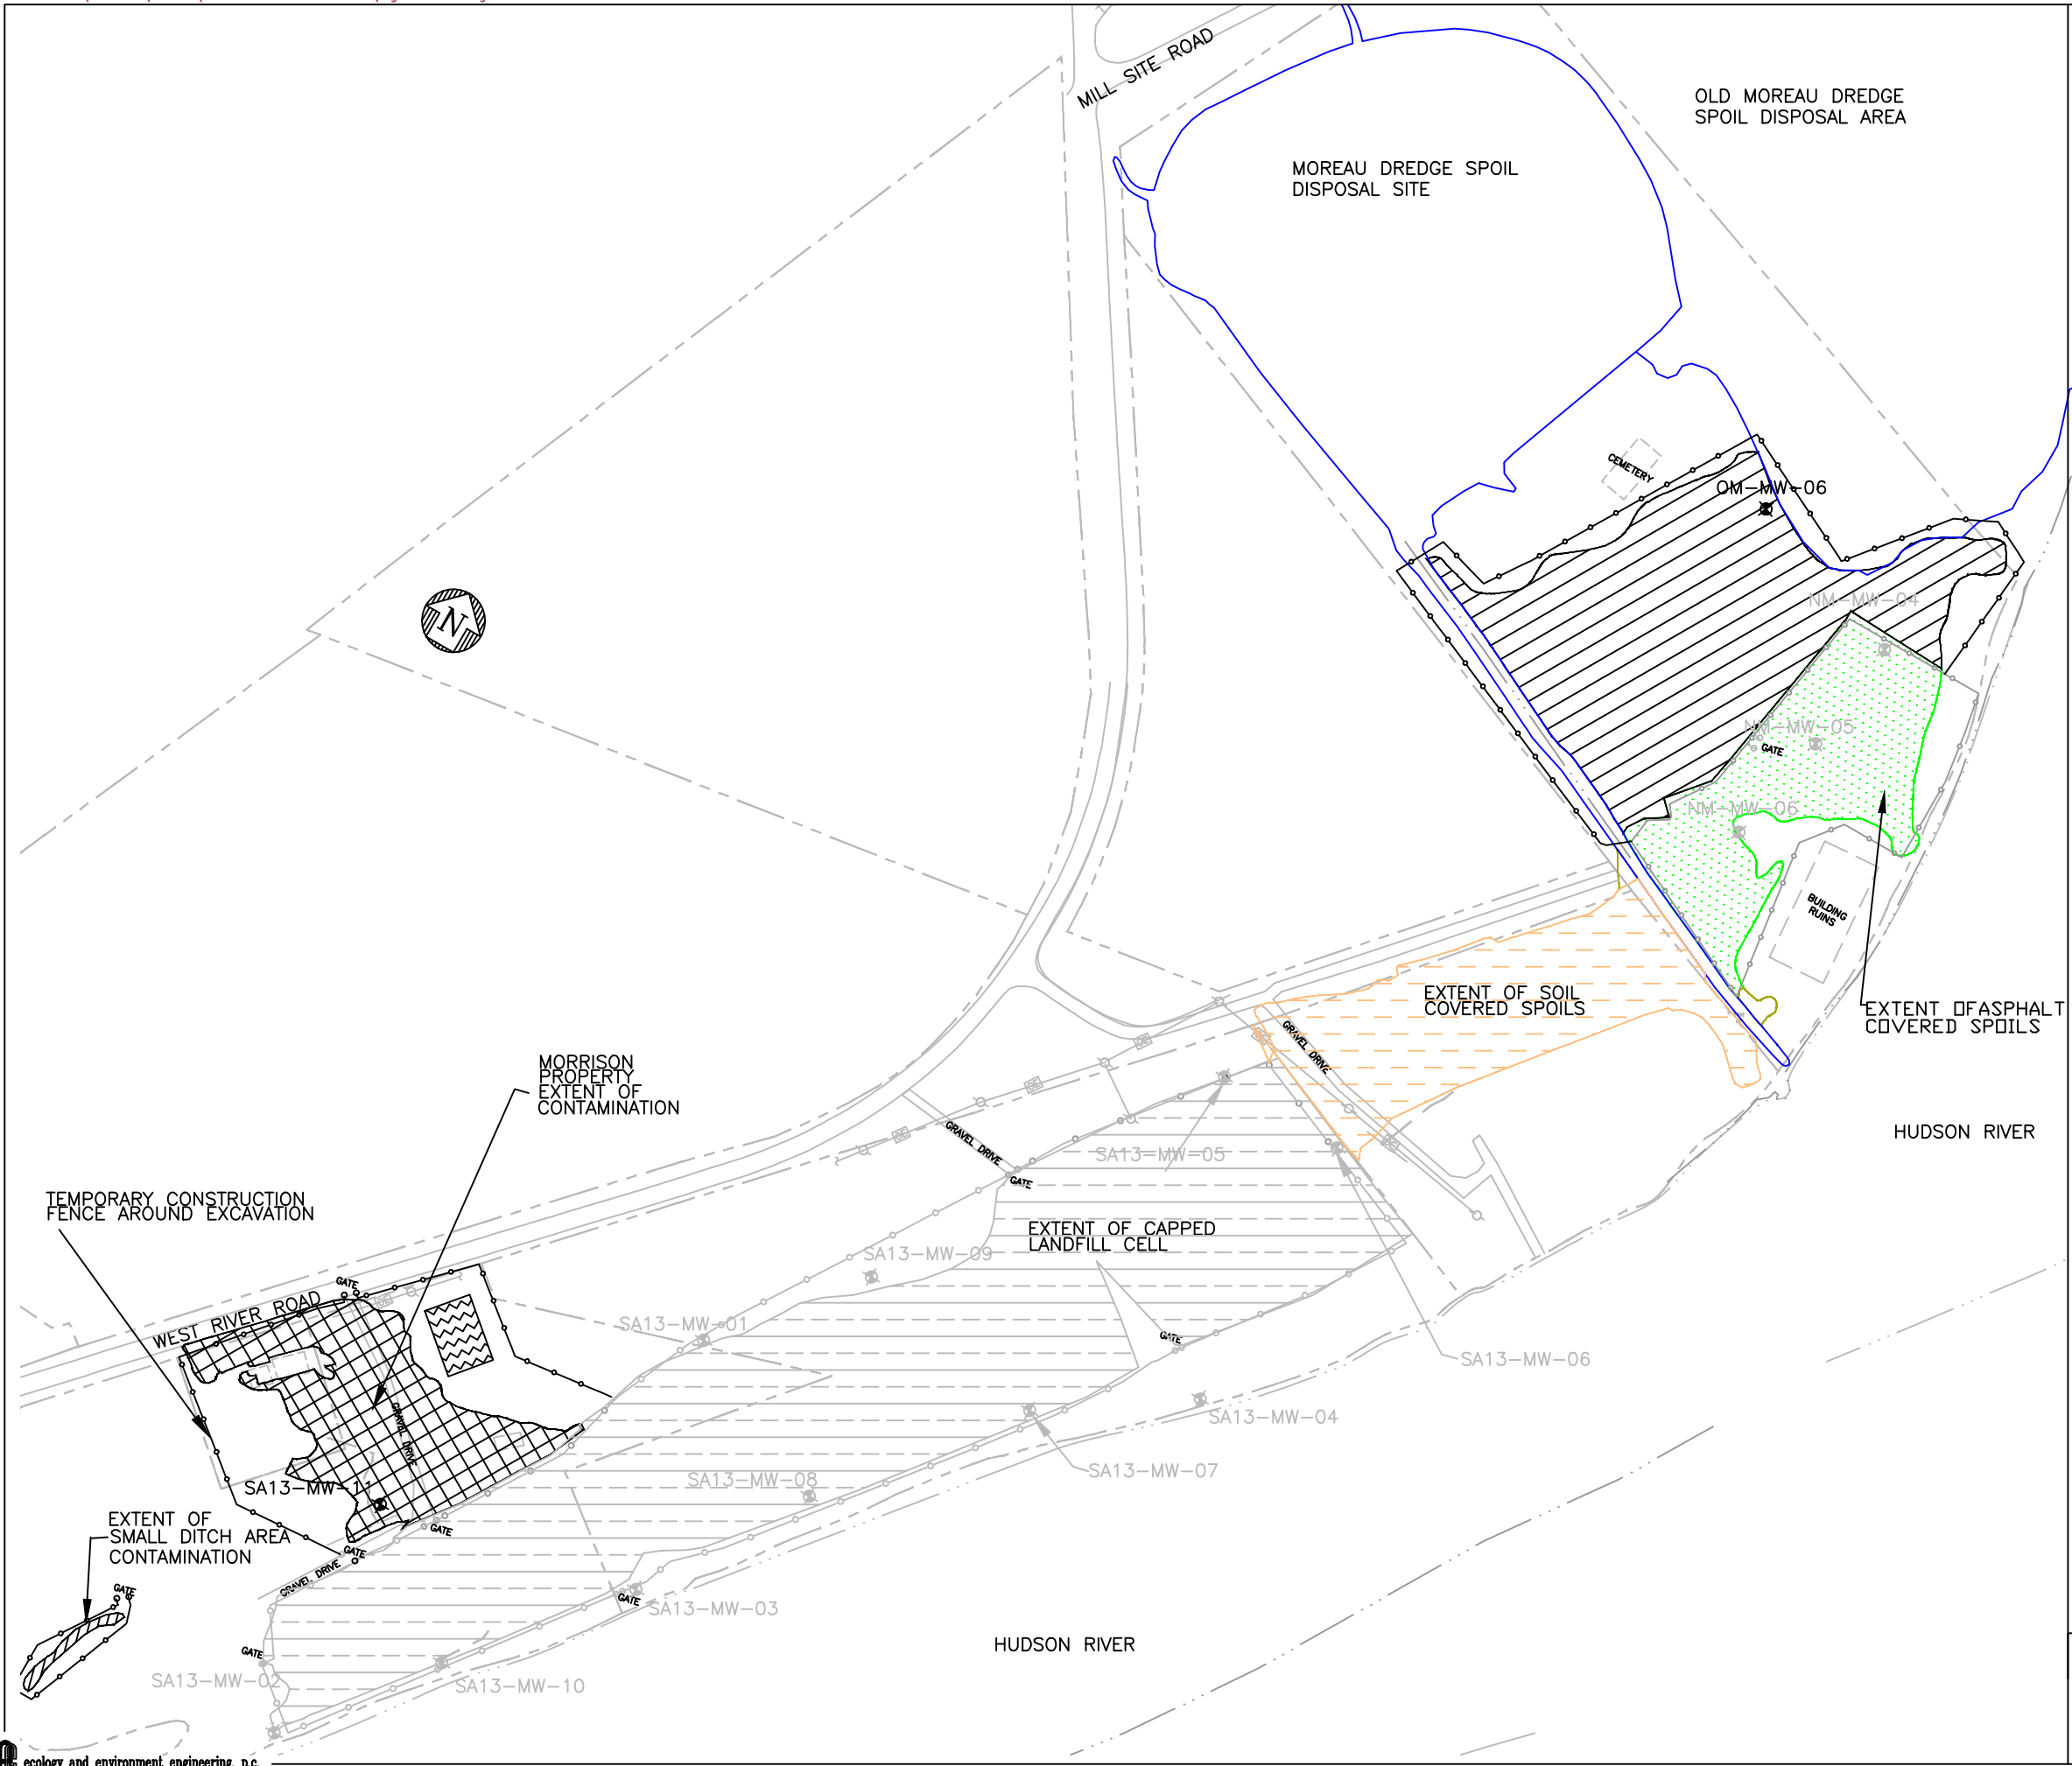 MILL SITE ROAD
OLD MOREAU DREDGE
SPOIL DISPOSAL AREA
MOREAU DREDGE SPOIL
DISPOSAL SITE
CEMETERY
OM-MW-06
N
NM-MW-04
NM-MW-05
GATE
NM-MW-06
BUILDING
RUINS
EXTENT OF SOIL
COVERED SPOILS
EXTENT OFASPHALT
COVERED SPOILS
GRAVEL DRIVE
MORRISON
PROPERTY
EXTENT OF
CONTAMINATION
HUDSON RIVER
GRAVEL DRIVE
SA13-MW-05
GATE
TEMPORARY CONSTRUCTION
FENCE AROUND EXCAVATION
EXTENT OF CAPPED
LANDFILL CELL
SA13-MW-09
GATE
WEST RIVER ROAD
SA13-MW-01
GATE
SA13-MW-06
GRAVEL DRIVE
SA13-MW-04
SA13-MW-07
SA13-MW-08
SA13-MW-11
EXTENT OF
SMALL DITCH AREA
CONTAMINATION
GATE
GATE
GRAVEL DRIVE
GATE
GATE
SA13-MW-03
HUDSON RIVER
GATE
SA13-MW-02
SA13-MW-10
ecology and environment engineering, p.c.